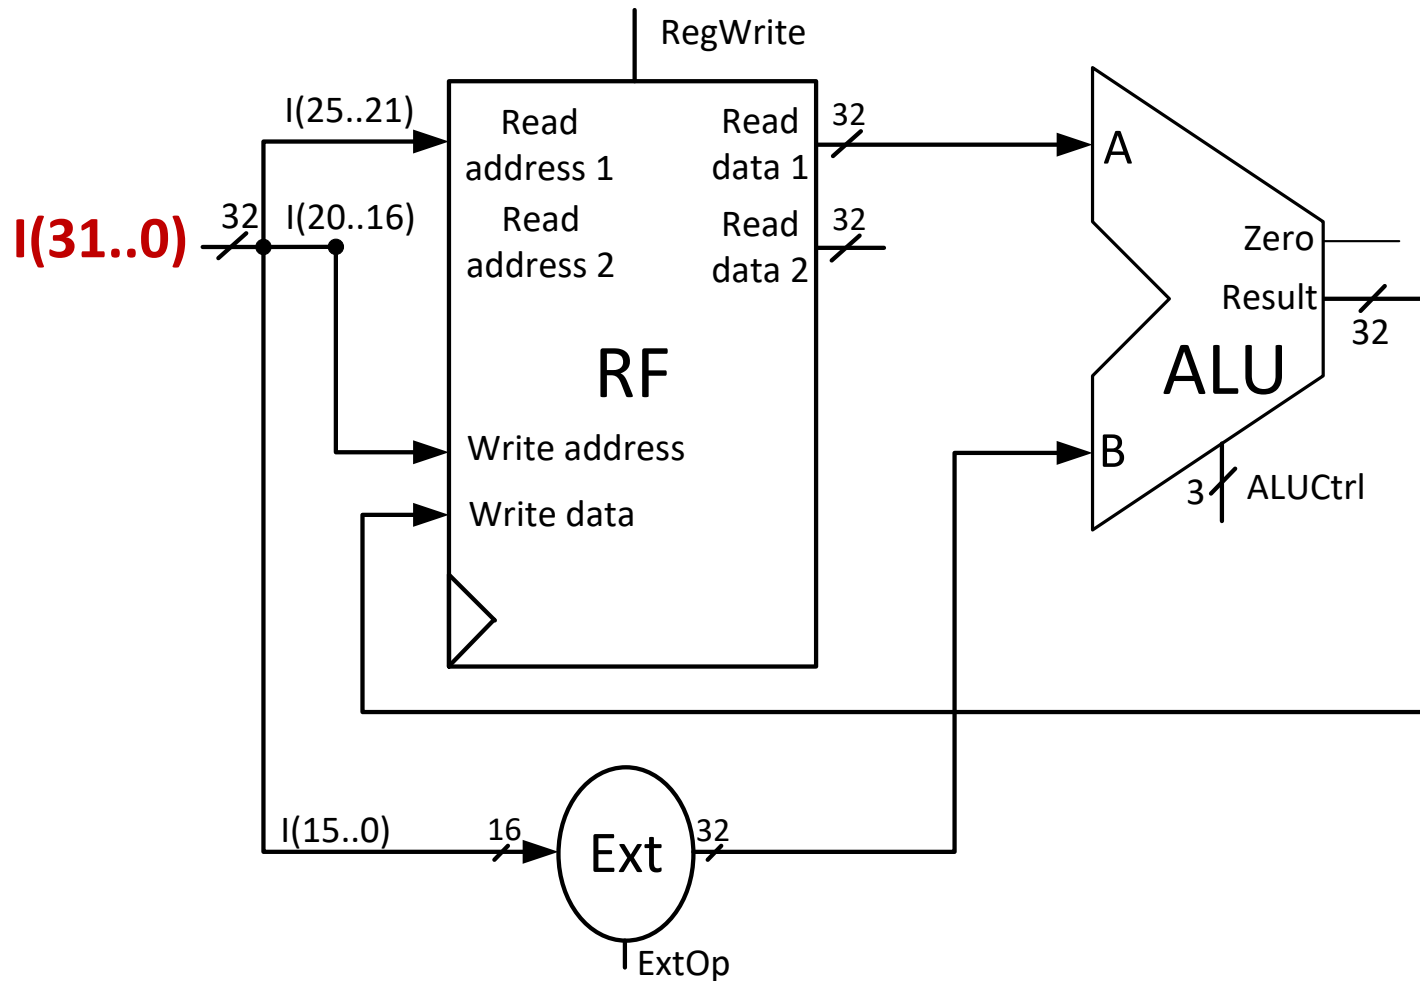 RegWrite
I(25..21)
Read
address 1
Read
data 1
32
A
I(31..0)
32
I(20..16)
Read
address 2
Read
data 2
32
Zero
Result
32
RF
ALU
Write address
B
3
ALUCtrl
Write data
I(15..0)
16
Ext
32
ExtOp